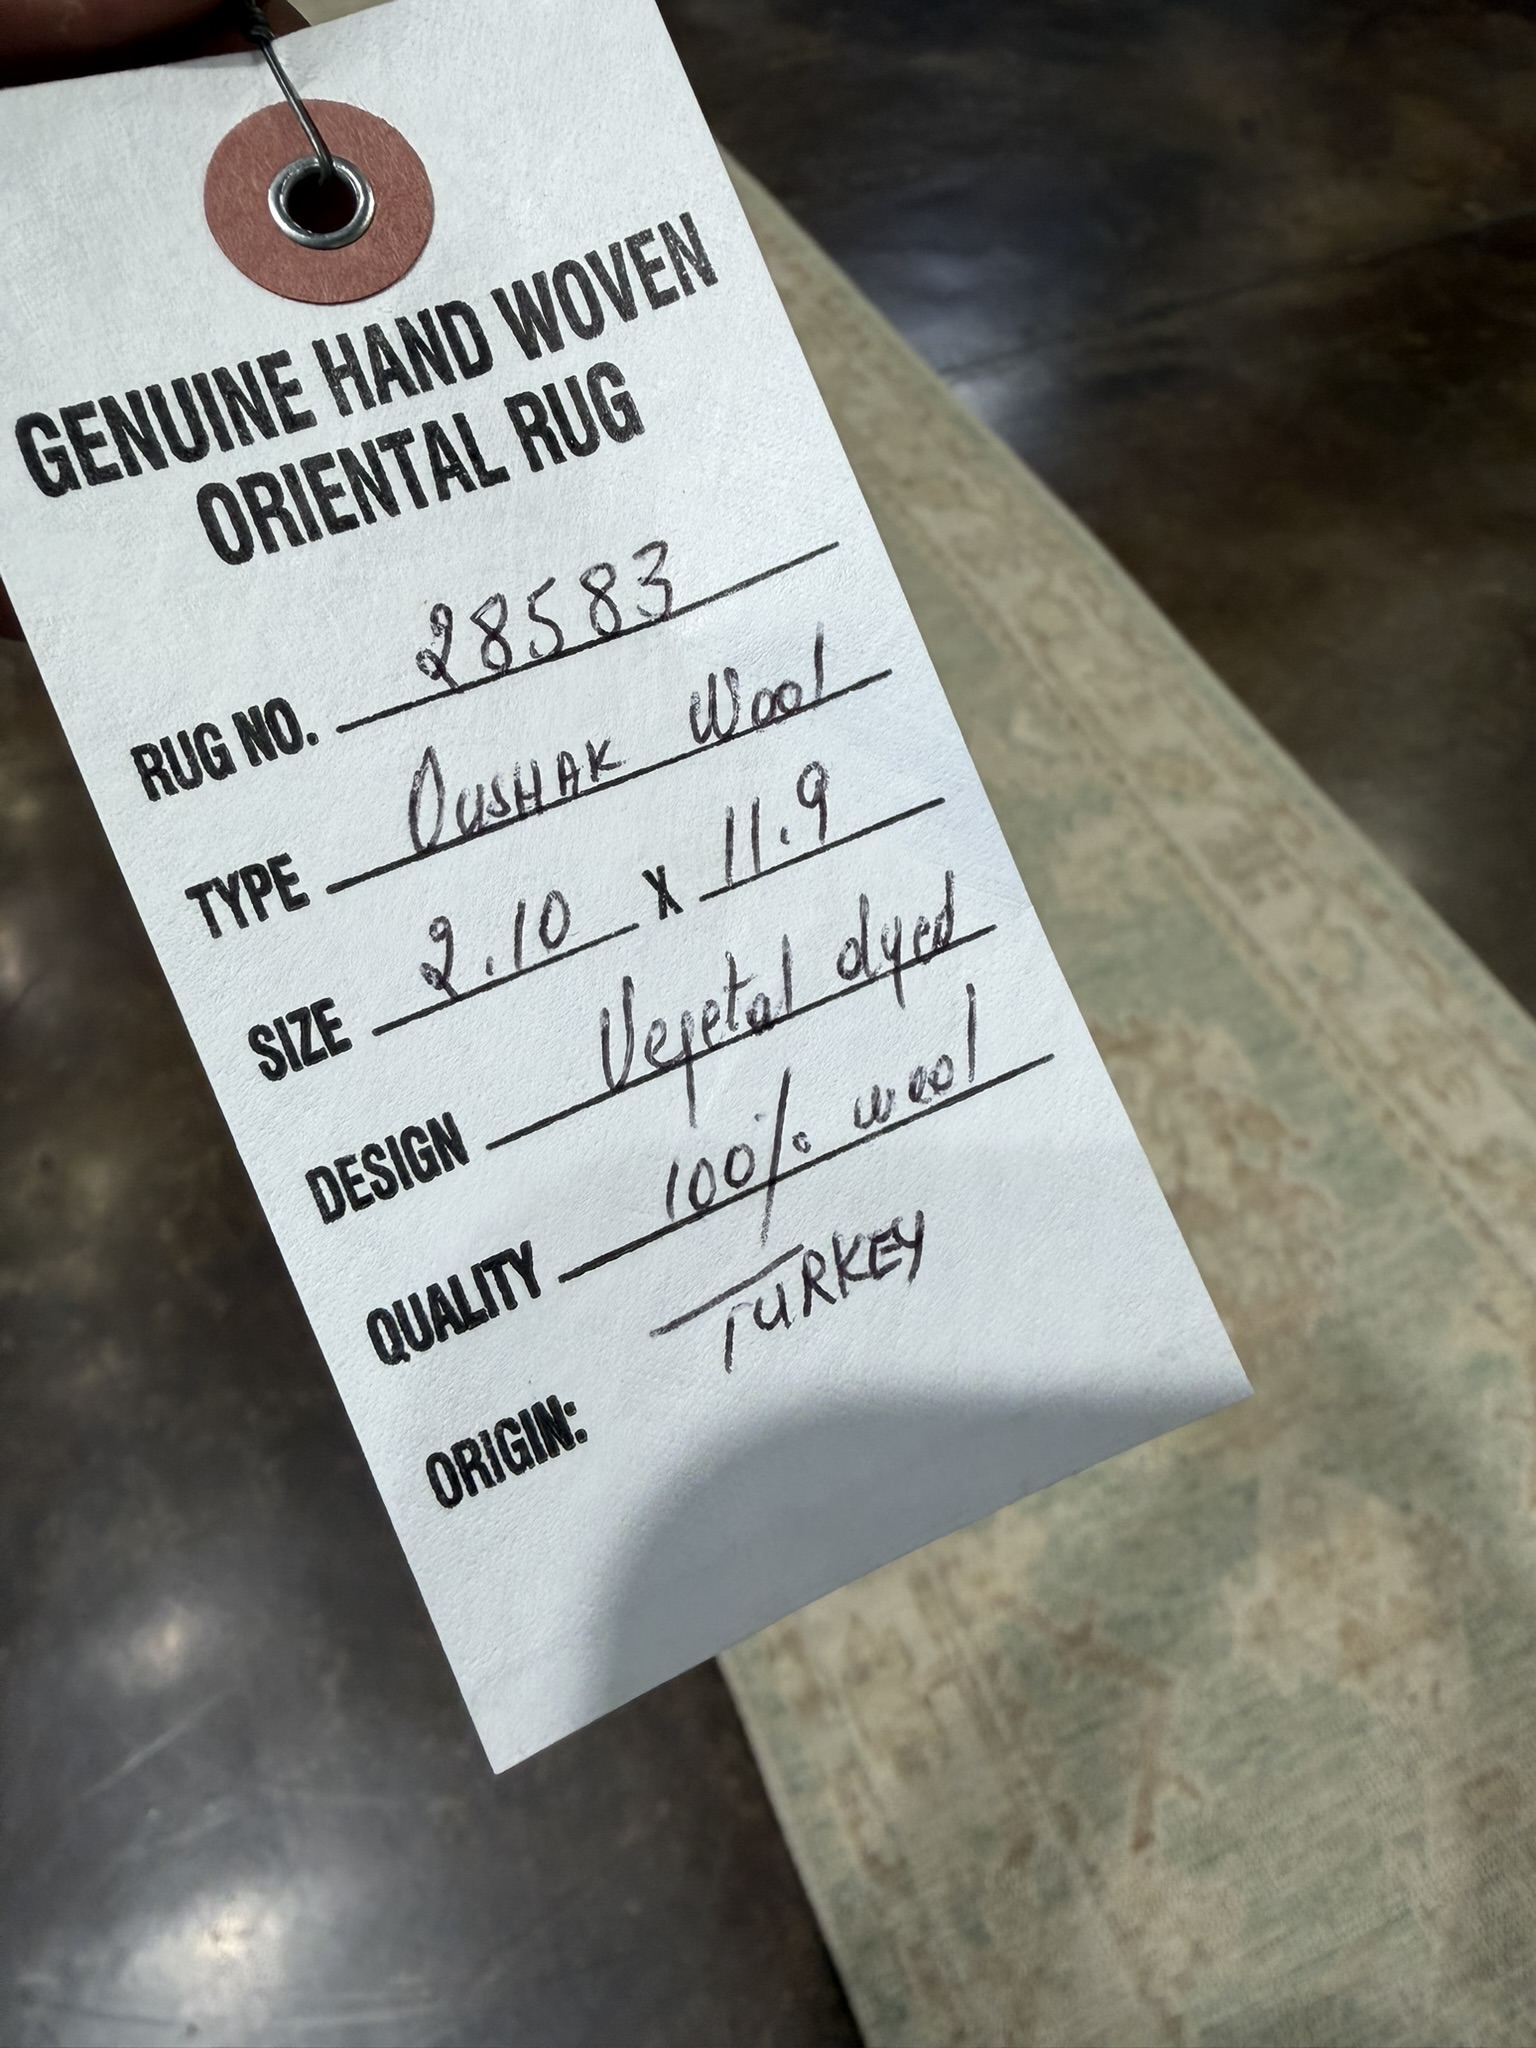 GENUINE HAND WOVEN
ORIENTAL RUG
RUG NO. 28583
TYPE OUSHAK Wool
SIZE 2.10 X 11.9
DESIGN Vegetal dyed
QUALITY 100% wool
ORIGIN: TURKEY